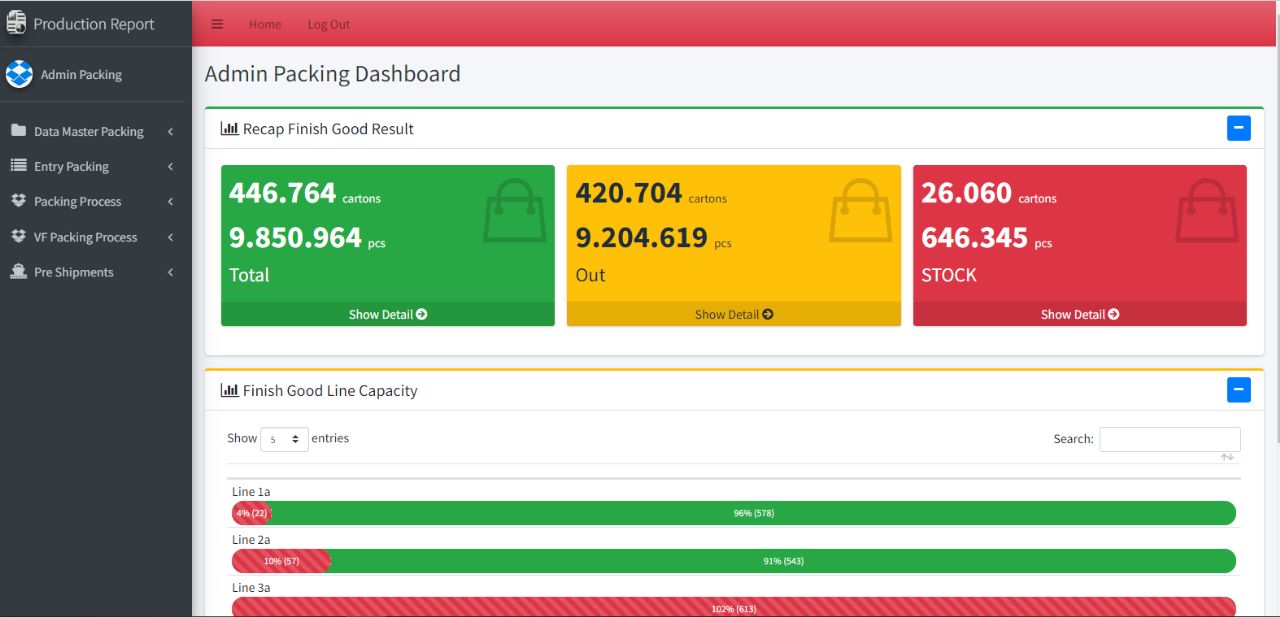 Production Report
Home Log Out
Admin Packing
Admin Packing Dashboard
Data Master Packing
Entry Packing
Packing Process
VF Packing Process
Pre Shipments
Recap Finish Good Result
446.764 cartons
9.850.964 pcs
Total
Show Detail
420.704 cartons
9.204.619 pcs
Out
Show Detail
26.060 cartons
646.345 pcs
STOCK
Show Detail
Finish Good Line Capacity
Show 5 entries Search:
Line 1a
4% (22) 96% (578)
Line 2a
10% (57) 91% (543)
Line 3a
102% (613)